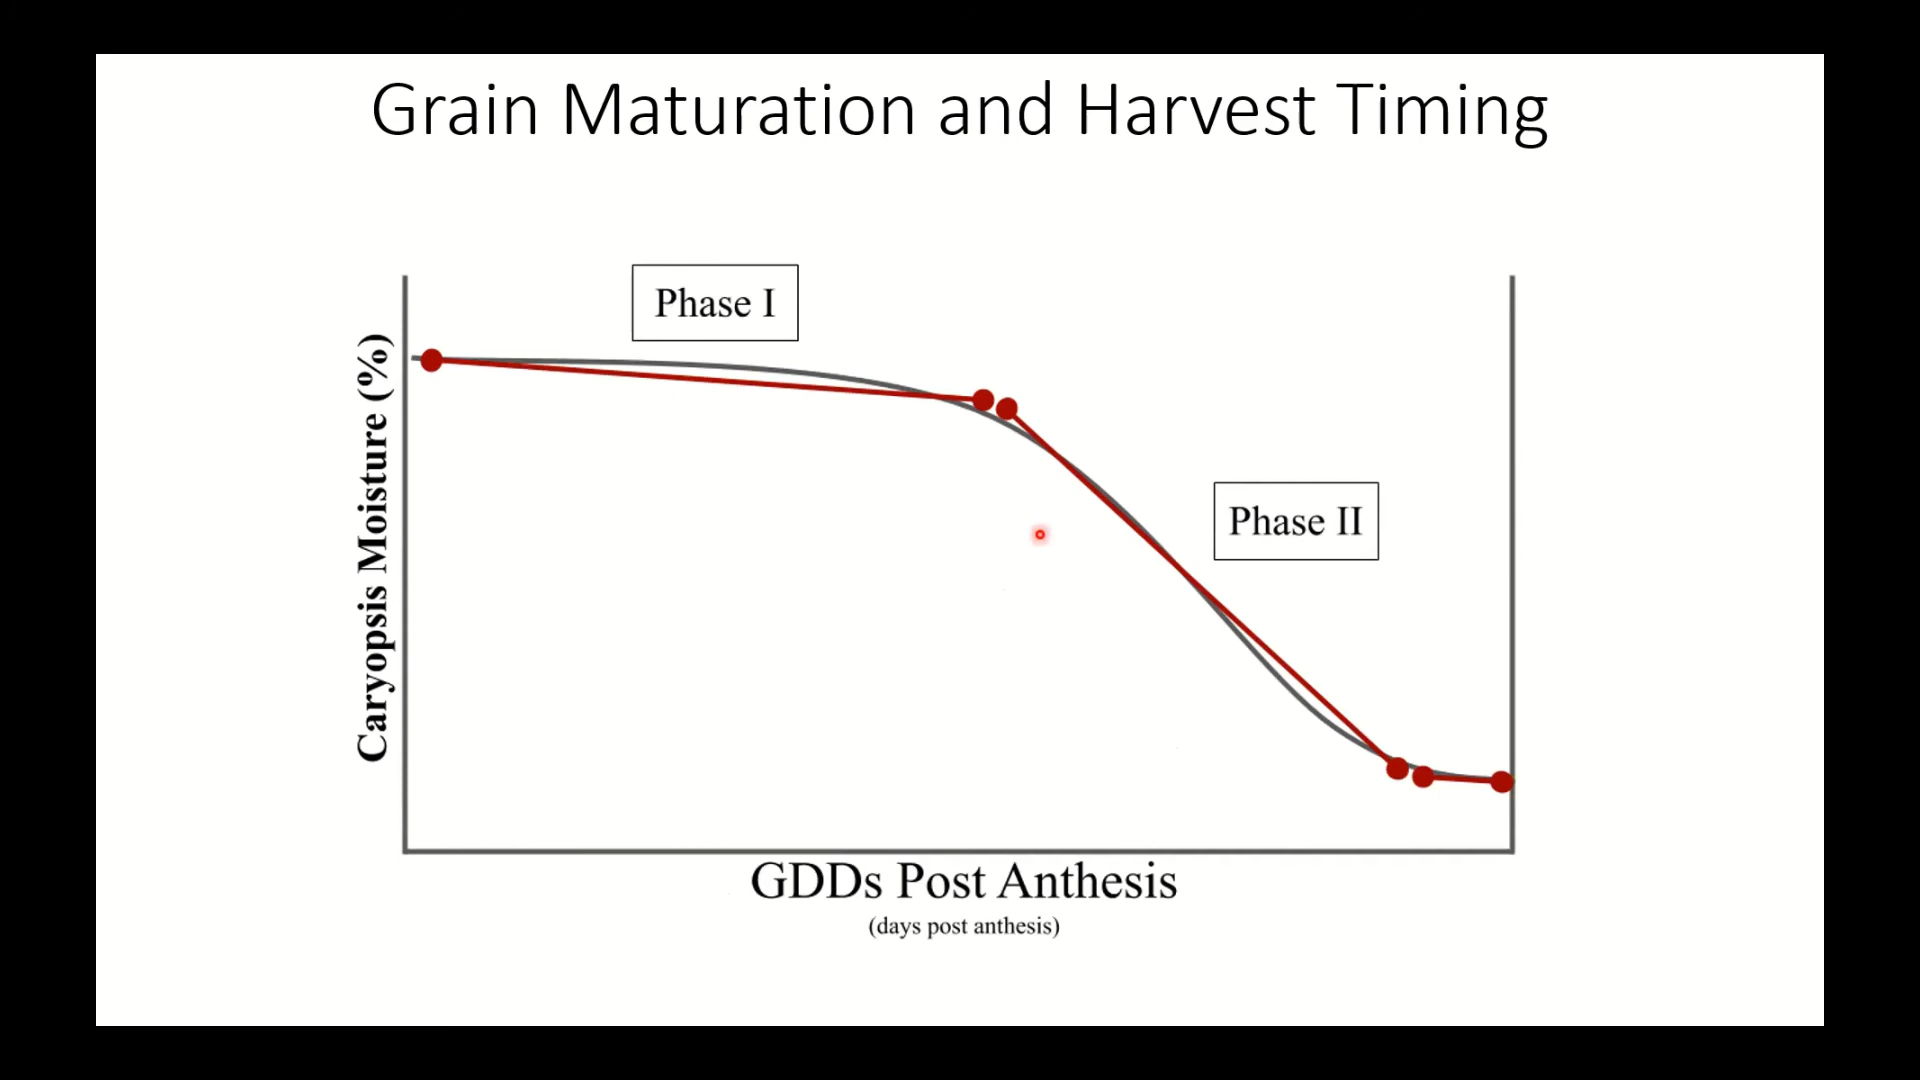 Grain Maturation and Harvest Timing
Phase I
Phase II
Caryopsis Moisture (%)
GDDs Post Anthesis
(days post anthesis)